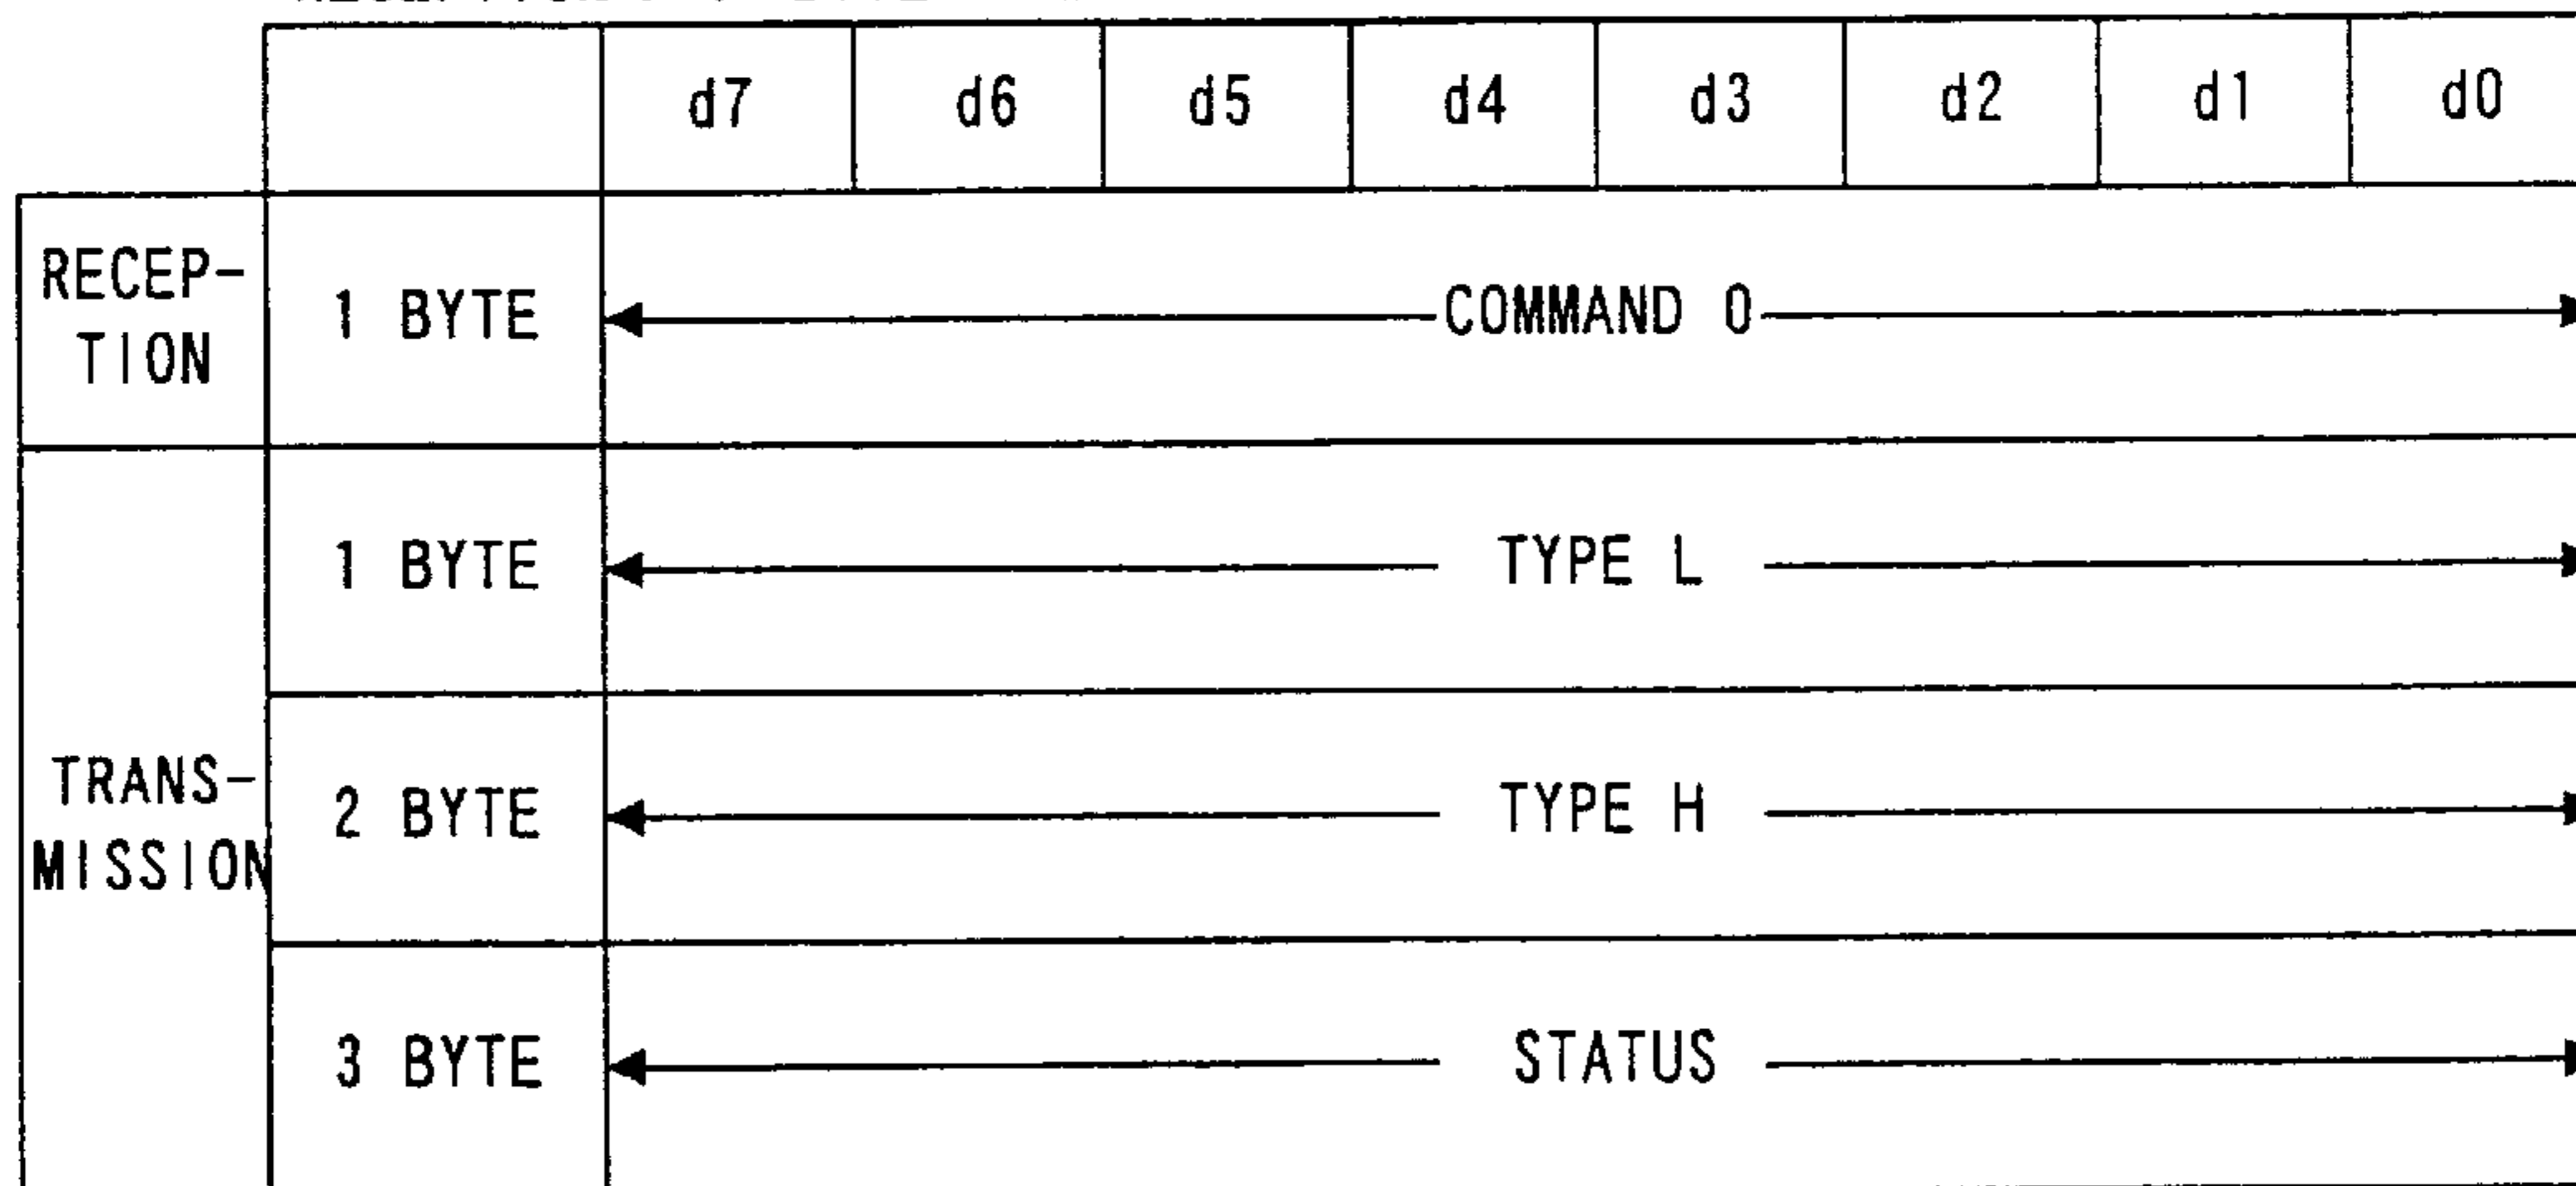 d7 d6 d5 d4 d3 d2 d1 d0
RECEP-
TION
1 BYTE
COMMAND 0
1 BYTE
TYPE L
TRANS-
MISSION
2 BYTE
TYPE H
3 BYTE
STATUS